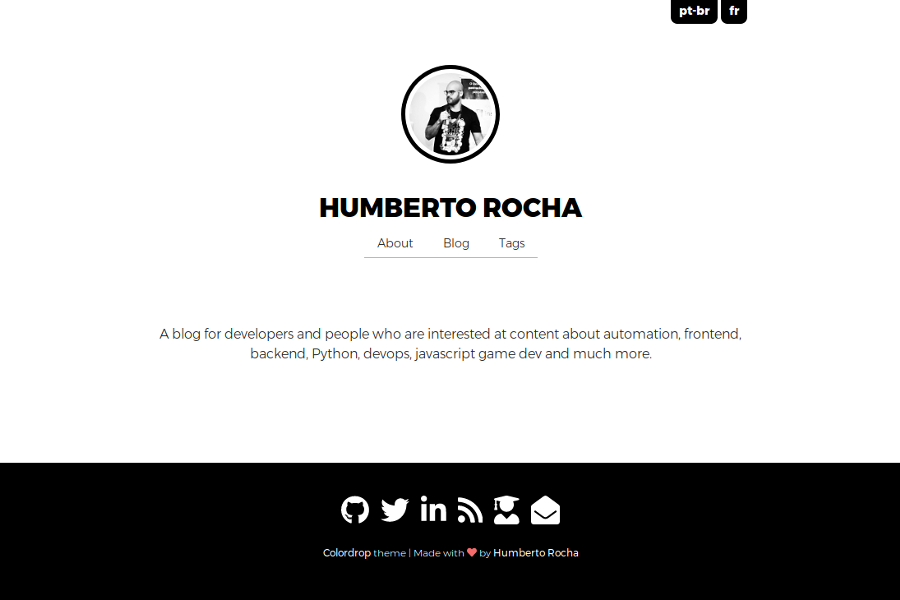 pt-br fr
HUMBERTO ROCHA
About Blog Tags
A blog for developers and people who are interested at content about automation, frontend,
backend, Python, devops, javascript game dev and much more.
Colordrop theme | Made with ❤ by Humberto Rocha